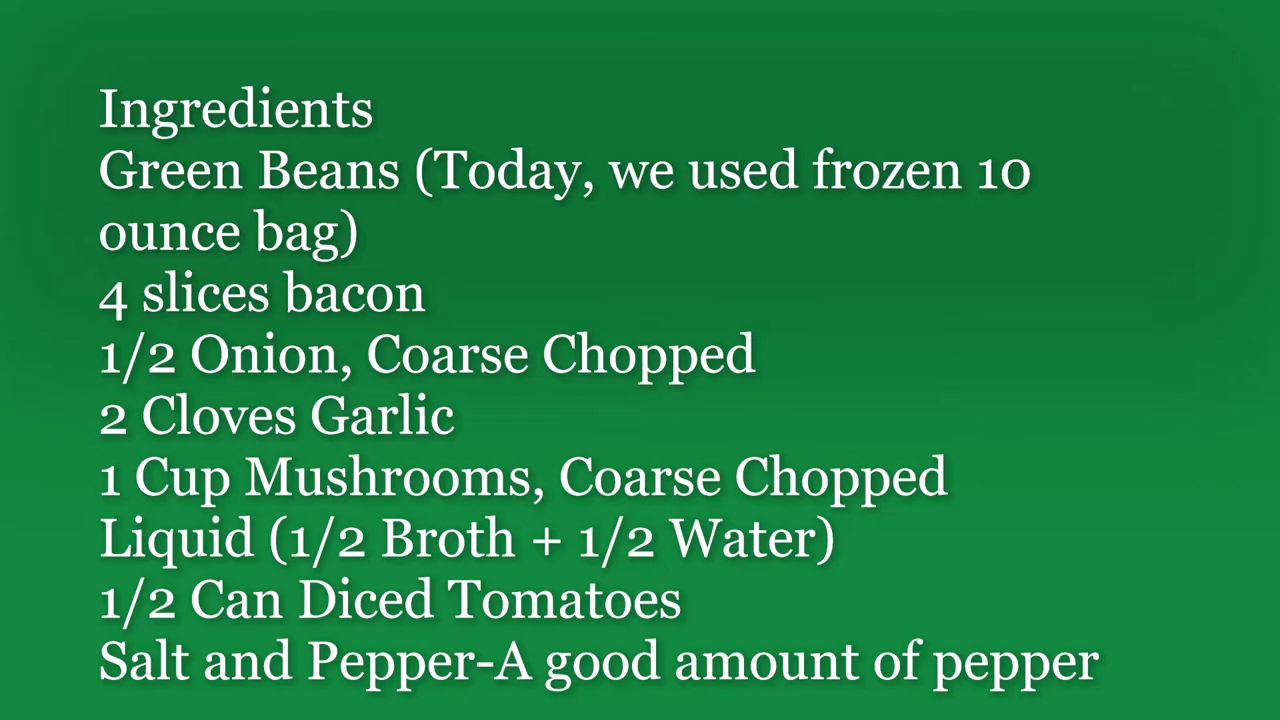 Ingredients
Green Beans (Today, we used frozen 10
ounce bag)
4 slices bacon
1/2 Onion, Coarse Chopped
2 Cloves Garlic
1 Cup Mushrooms, Coarse Chopped
Liquid (1/2 Broth + 1/2 Water)
1/2 Can Diced Tomatoes
Salt and Pepper-A good amount of pepper